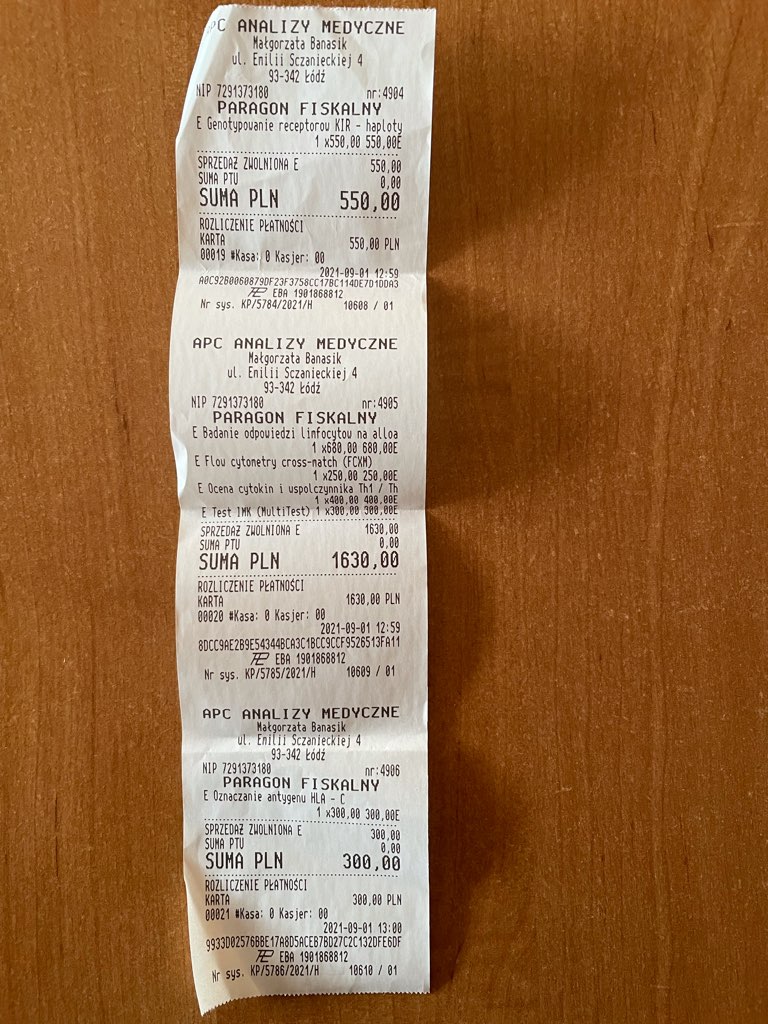 PC ANALIZY MEDYCZNE
Małgorzata Banasik
ul. Emilii Sczanieckiej 4
93-342 Łódź
NIP 7291373180 nr:4904
PARAGON FISKALNY
E Genotypowanie receptorow KIR - haploty
1 x550,00 550,00E
SPRZEDAŻ ZWOLNIONA E 550,00
SUMA PTU 0,00
SUMA PLN 550,00
ROZLICZENIE PŁATNOŚCI
KARTA 550,00 PLN
00019 #Kasa: 0 Kasjer: 00
2021-09-01 12:59
A0C92B0060879DF23F3758CC17BC114DE7D1DDA3
EBA 1901868812
Nr sys. KP/5784/2021/H 10608 / 01
APC ANALIZY MEDYCZNE
Małgorzata Banasik
ul. Emilii Sczanieckiej 4
93-342 Łódź
NIP 7291373180 nr:4905
PARAGON FISKALNY
E Badanie odpowiedzi limfocytow na alloa
1 x680,00 680,00E
E Flow cytometry cross-match (FCXM)
1 x250,00 250,00E
E Ocena cytokin i wspolczynnika Th1 / Th
1 x400,00 400,00E
E Test IMK (MultiTest) 1 x300,00 300,00E
SPRZEDAŻ ZWOLNIONA E 1630,00
SUMA PTU 0,00
SUMA PLN 1630,00
ROZLICZENIE PŁATNOŚCI
KARTA 1630,00 PLN
00020 #Kasa: 0 Kasjer: 00
2021-09-01 12:59
8DCC9AE2B9E54344BCA3C1BCC9CCF9526513FA11
EBA 1901868812
Nr sys. KP/5785/2021/H 10609 / 01
APC ANALIZY MEDYCZNE
Małgorzata Banasik
ul. Emilii Sczanieckiej 4
93-342 Łódź
NIP 7291373180 nr:4906
PARAGON FISKALNY
E Oznaczanie antygenu HLA - C
1 x300,00 300,00E
SPRZEDAŻ ZWOLNIONA E 300,00
SUMA PTU 0,00
SUMA PLN 300,00
ROZLICZENIE PŁATNOŚCI
KARTA 300,00 PLN
00021 #Kasa: 0 Kasjer: 00
2021-09-01 13:00
9933D02576BBE17A8D5ACEB7BD27C2C132DFE6DF
EBA 1901868812
Nr sys. KP/5786/2021/H 10610 / 01